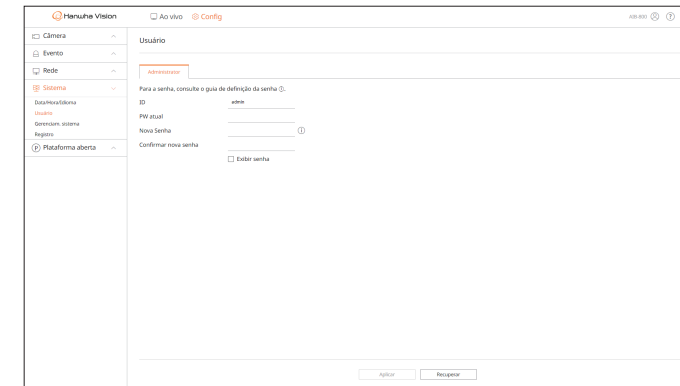 Hanwha Vision
Ao vivo
Config
Câmera
Evento
Rede
Sistema
Data/Hora/Idioma
Usuário
Gerenciam. sistema
Registro
Plataforma aberta
Usuário
Administrator
Para a senha, consulte o guia de definição da senha ⓘ.
ID admin
PW atual
Nova Senha
Confirmar nova senha
Exibir senha
Aplicar
Recuperar